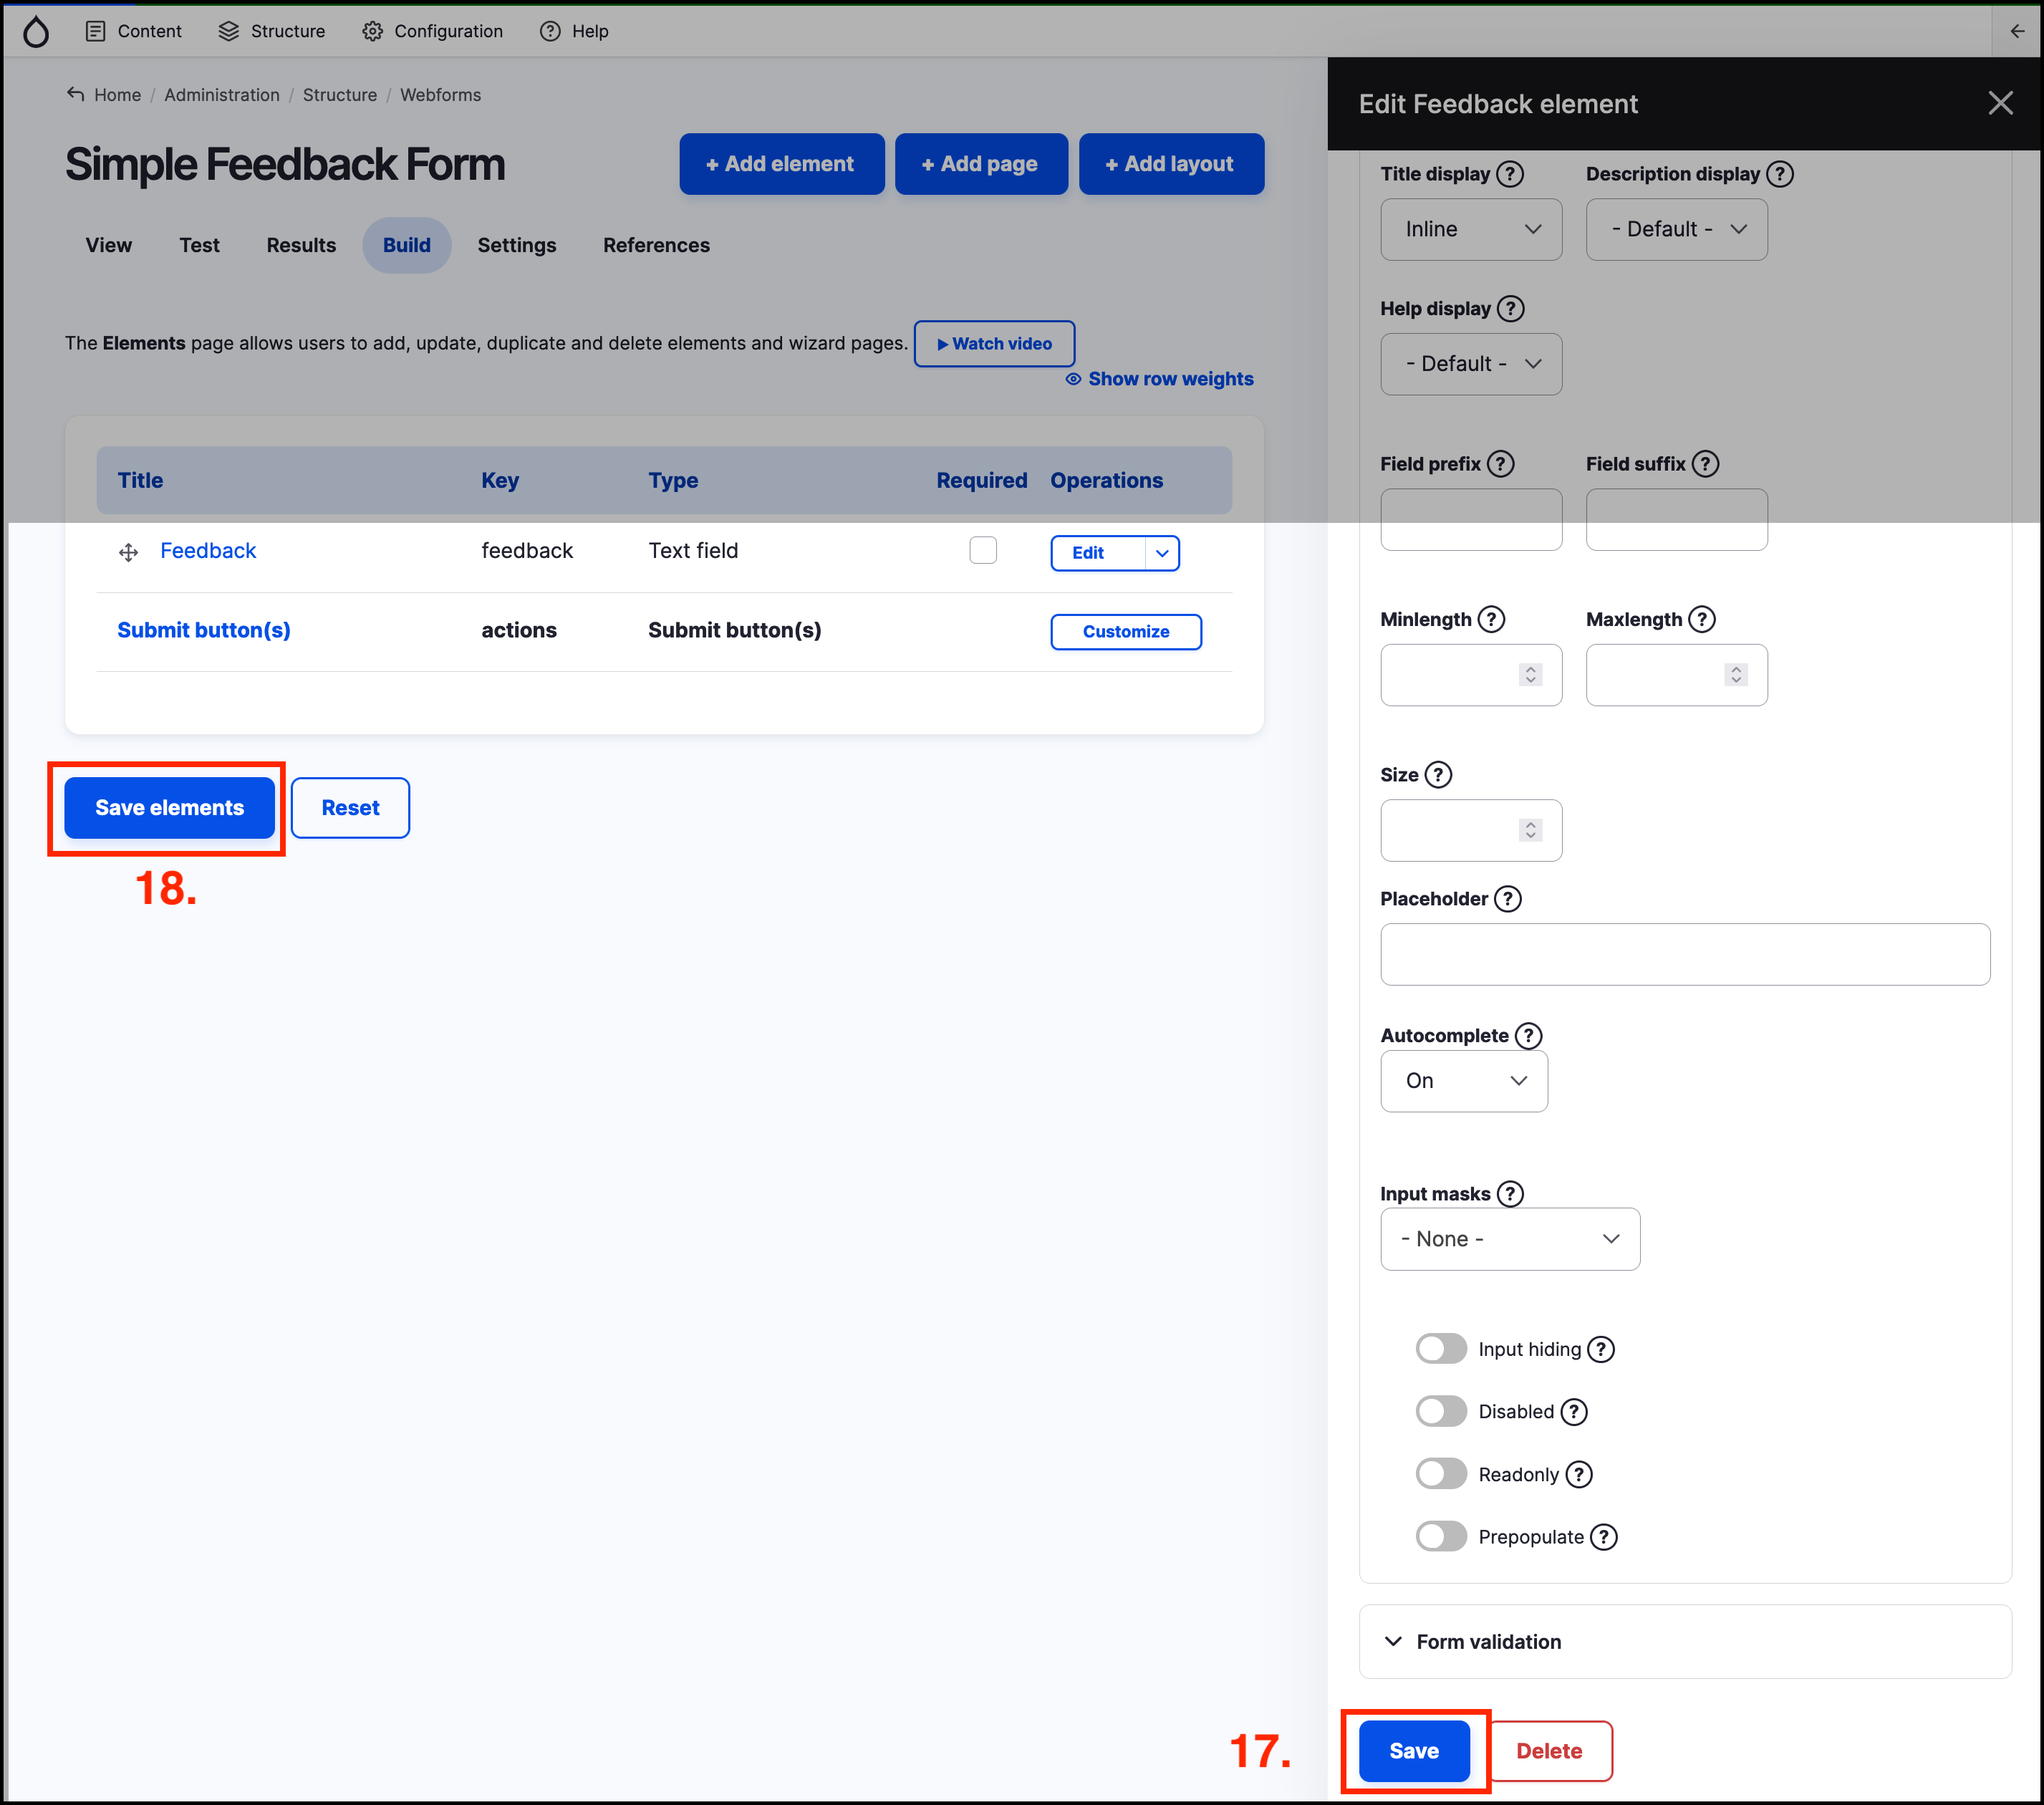 Content Structure Configuration Help
Home / Administration / Structure / Webforms
Simple Feedback Form
+ Add element + Add page + Add layout
View Test Results Build Settings References
The Elements page allows users to add, update, duplicate and delete elements and wizard pages. Watch video
Show row weights
Title Key Type Required Operations
Feedback feedback Text field Edit
Submit button(s) actions Submit button(s) Customize
Save elements Reset
18.
Edit Feedback element
Title display ? Description display ?
Inline - Default -
Help display ?
- Default -
Field prefix ? Field suffix ?
Minlength ? Maxlength ?
Size ?
Placeholder ?
Autocomplete ?
On
Input masks ?
- None -
Input hiding ?
Disabled ?
Readonly ?
Prepopulate ?
Form validation
17. Save Delete